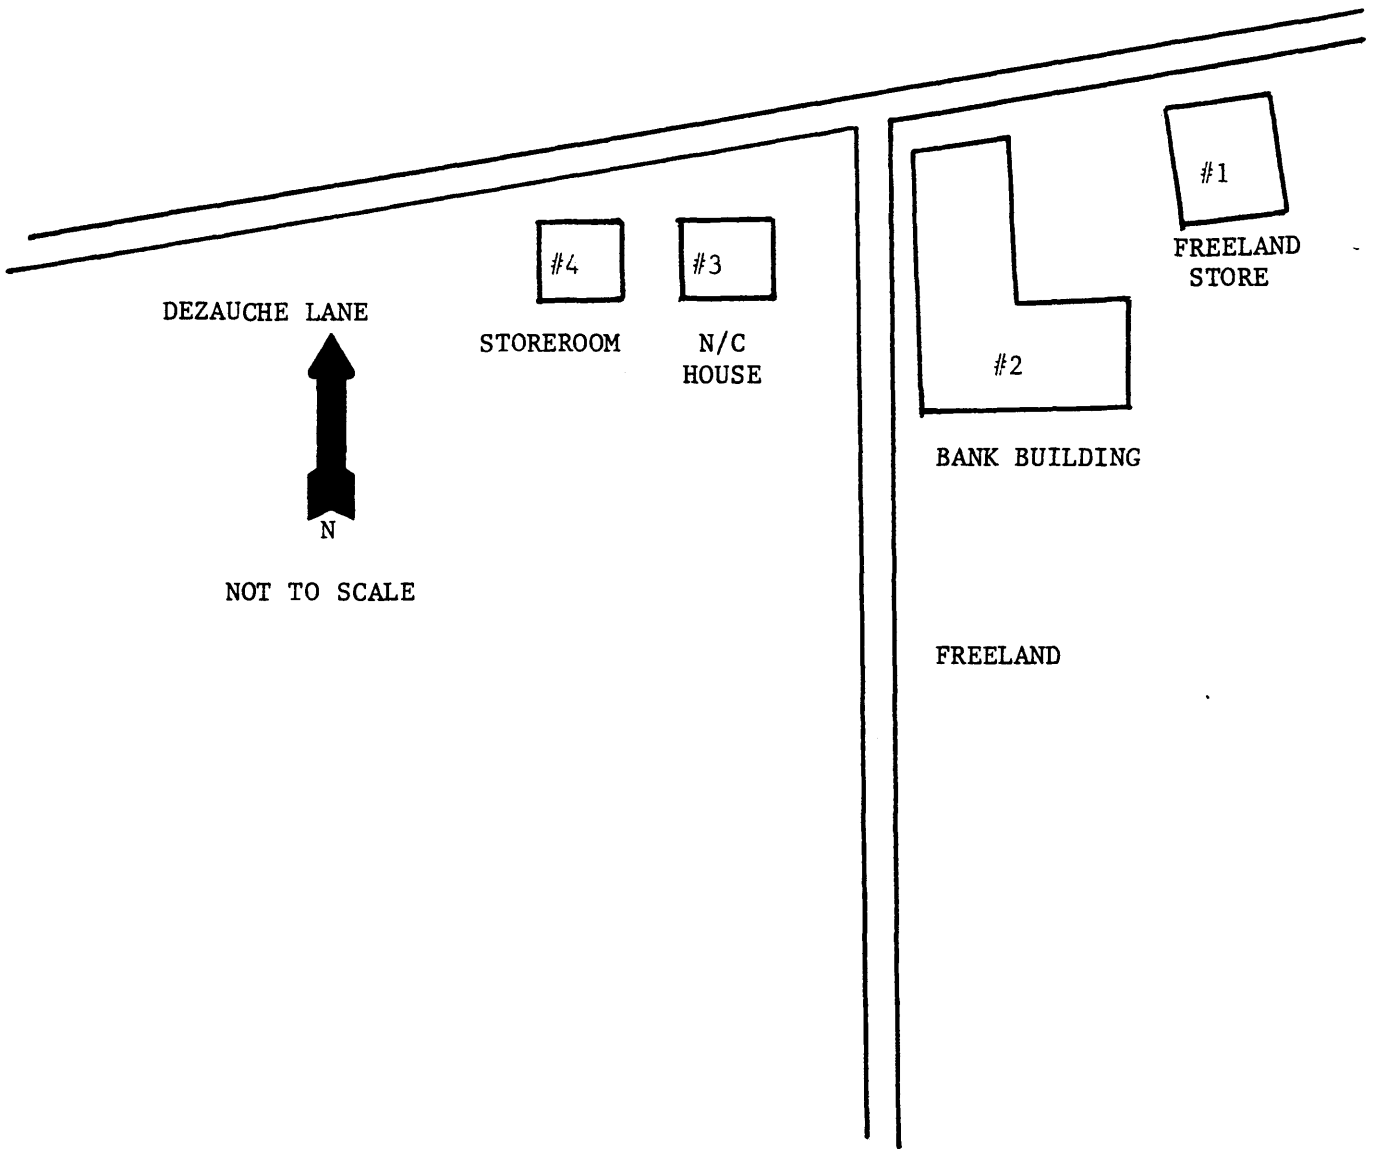 #1
FREELAND
STORE
#4
#3
DEZAUCHE LANE
STOREROOM
N/C
HOUSE
#2
BANK BUILDING
N
NOT TO SCALE
FREELAND